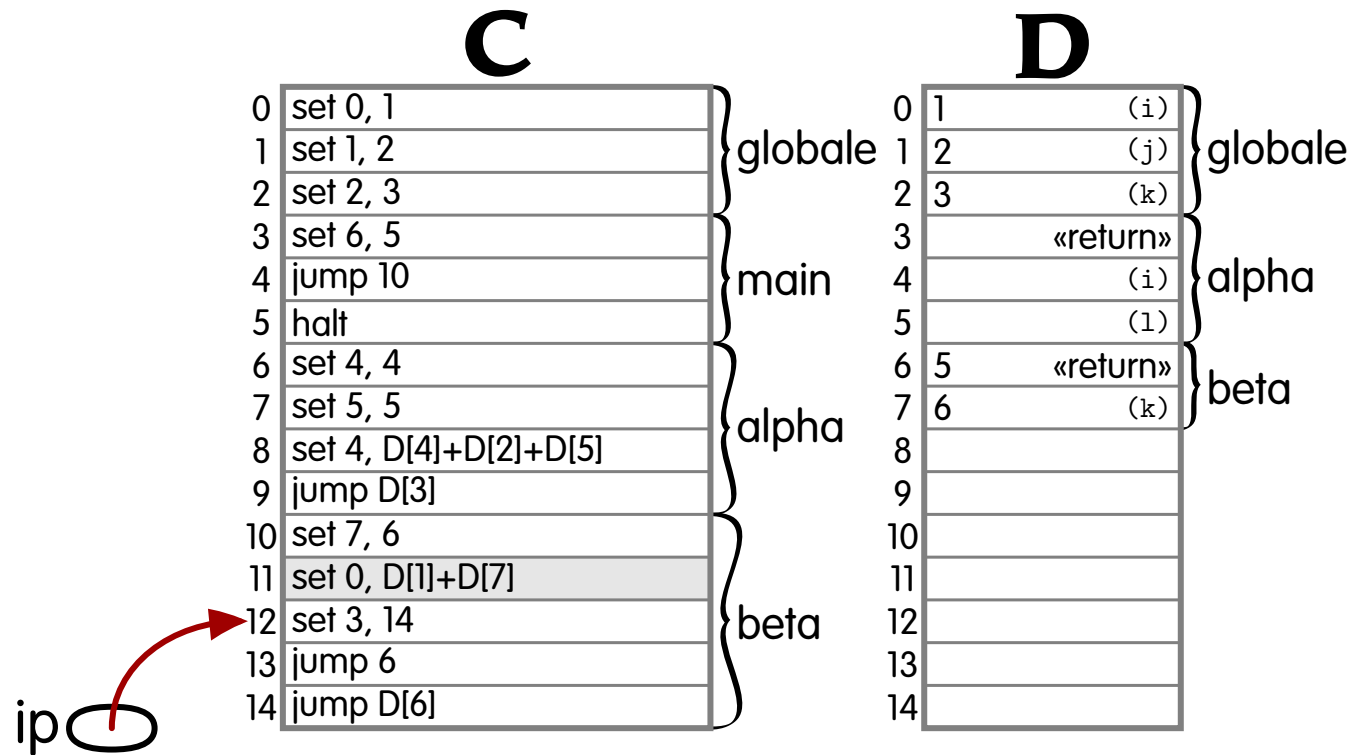 C
0 set 0, 1
1 set 1, 2
2 set 2, 3
globale
3 set 6, 5
4 jump 10
5 halt
main
6 set 4, 4
7 set 5, 5
8 set 4, D[4]+D[2]+D[5]
9 jump D[3]
alpha
10 set 7, 6
11 set 0, D[1]+D[7]
12 set 3, 14
13 jump 6
14 jump D[6]
beta
ip
D
0 1 (i)
1 2 (j)
2 3 (k)
globale
3 «return»
4 (i)
5 (l)
alpha
6 5 «return»
7 6 (k)
beta
8
9
10
11
12
13
14